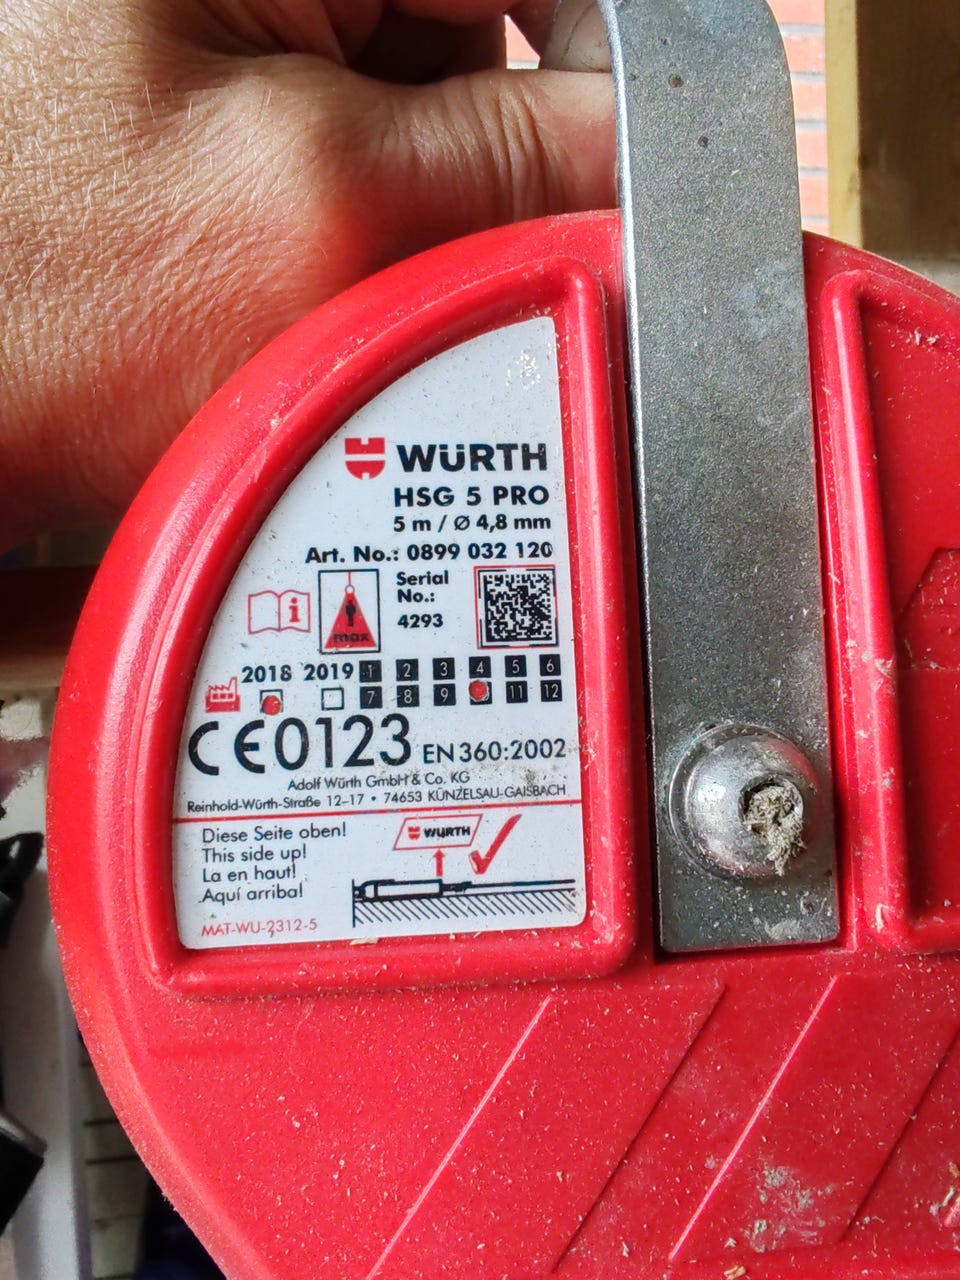 WÜRTH
HSG 5 PRO
5 m / Ø 4,8 mm
Art. No.: 0899 032 120
Serial
No.:
4293
max
i
2018 2019 1 2 3 4 5 6
7 8 9 11 12
CE0123 EN 360:2002
Adolf Würth GmbH & Co. KG
Reinhold-Würth-Straße 12–17 • 74653 KÜNZELSAU-GAISBACH
Diese Seite oben!
This side up!
La en haut!
Aquí arriba!
WÜRTH
MAT-WU-2312-5